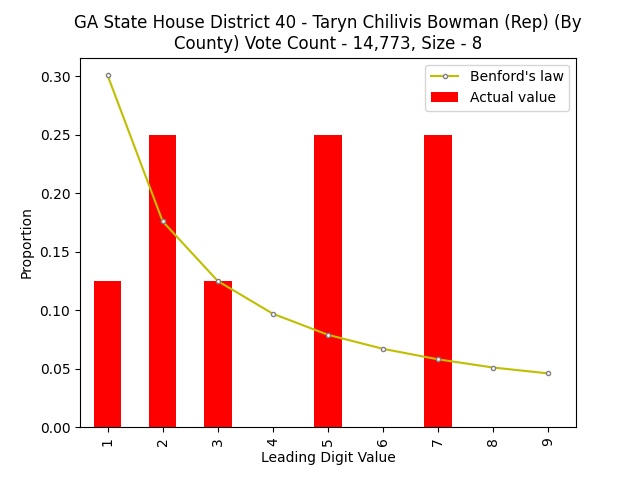 GA State House District 40 - Taryn Chilivis Bowman (Rep) (By
County) Vote Count - 14,773, Size - 8
Benford's law
Actual value
0.30
0.25
0.20
0.15
0.10
0.05
0.00
Proportion
1
2
3
4
5
6
7
8
9
Leading Digit Value